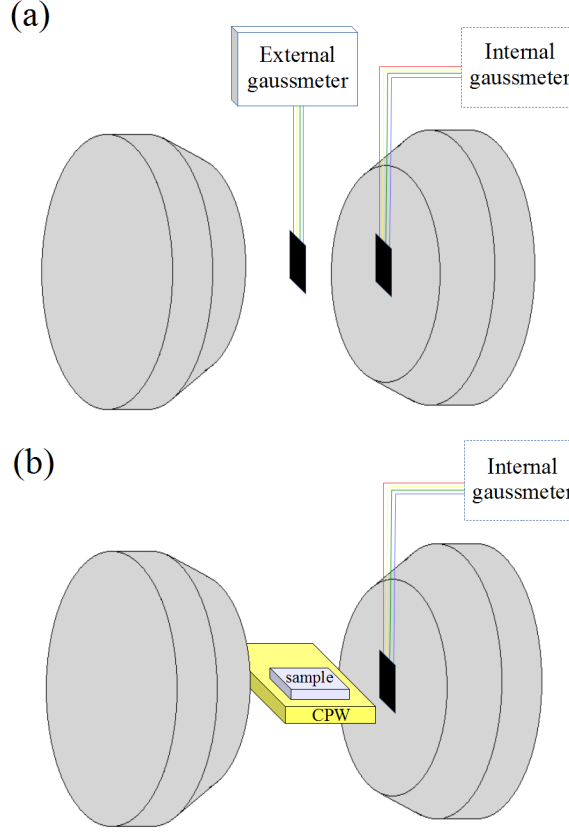 (a)
External
gaussmeter
Internal
gaussmeter
(b)
Internal
gaussmeter
sample
CPW